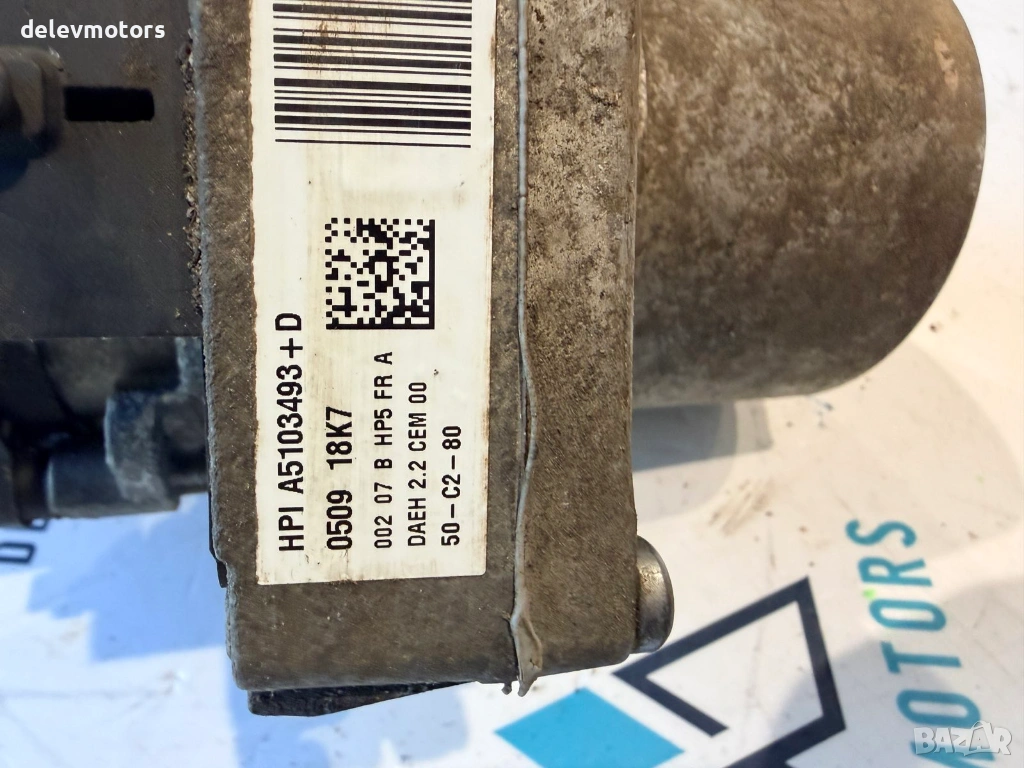 delevmotors
HPI A5103493+D
0509 18K7
002 07 B HP5 FR A
DAEH 2.2 CEM 00
50-C2-80
MOTORS
BAZAR